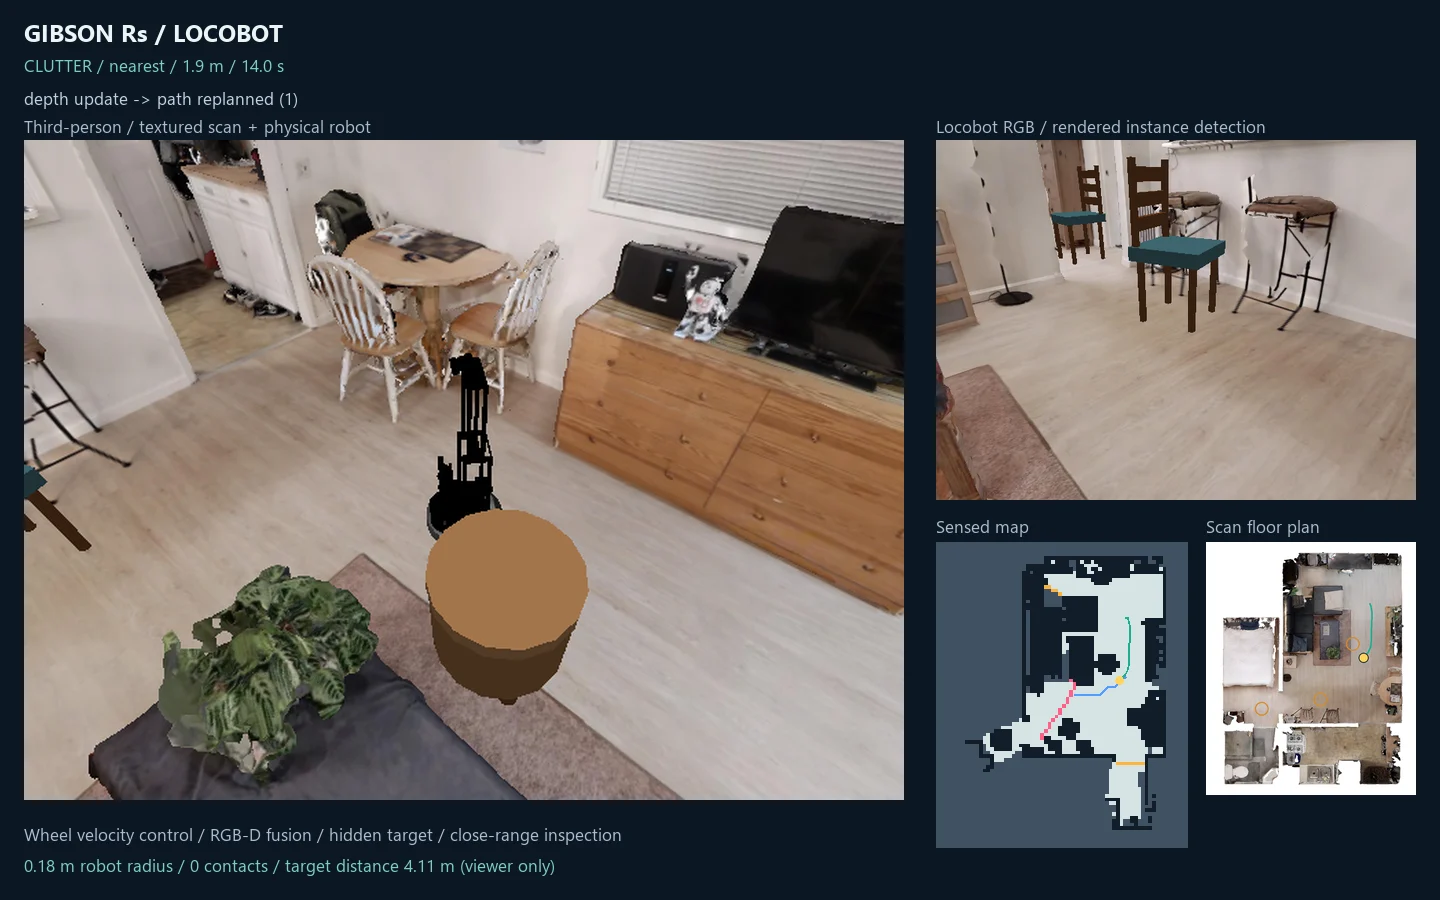 GIBSON Rs / LOCOBOT
CLUTTER / nearest / 1.9 m / 14.0 s
depth update -> path replanned (1)
Third-person / textured scan + physical robot
Locobot RGB / rendered instance detection
Sensed map
Scan floor plan
Wheel velocity control / RGB-D fusion / hidden target / close-range inspection
0.18 m robot radius / 0 contacts / target distance 4.11 m (viewer only)